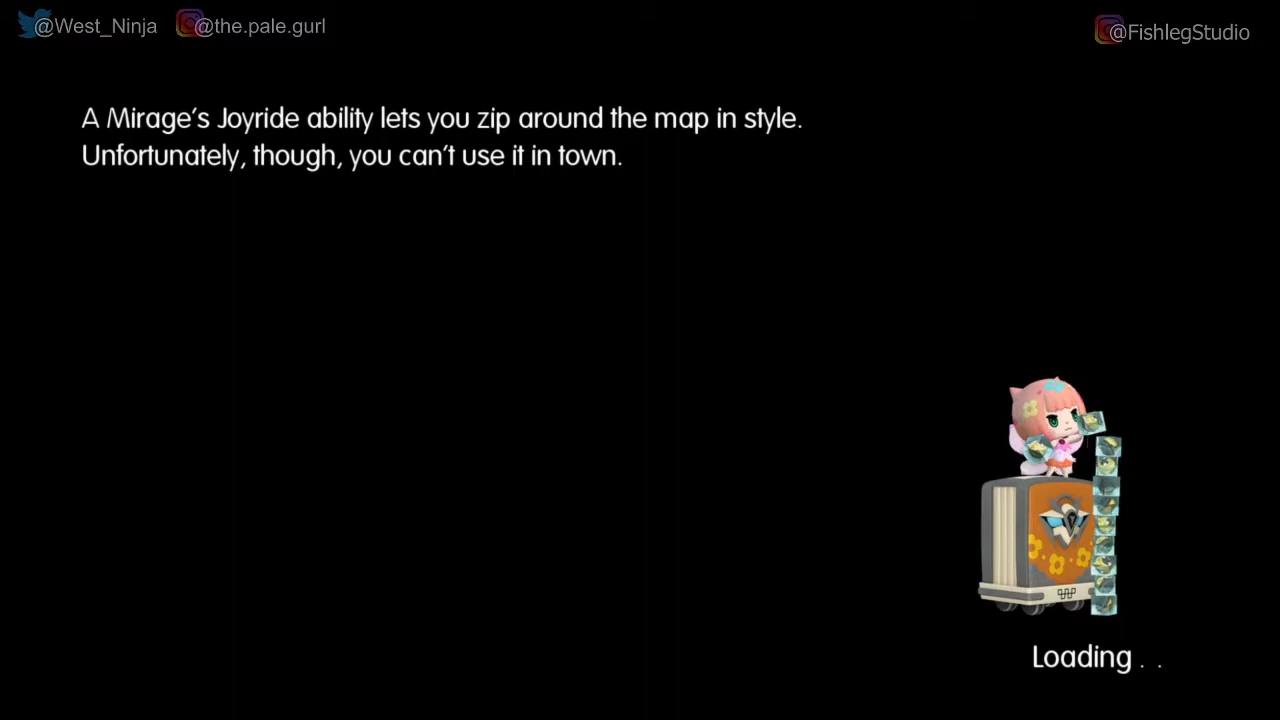 @West_Ninja @the.pale.gurl @FishlegStudio
A Mirage's Joyride ability lets you zip around the map in style.
Unfortunately, though, you can't use it in town.
Loading . .